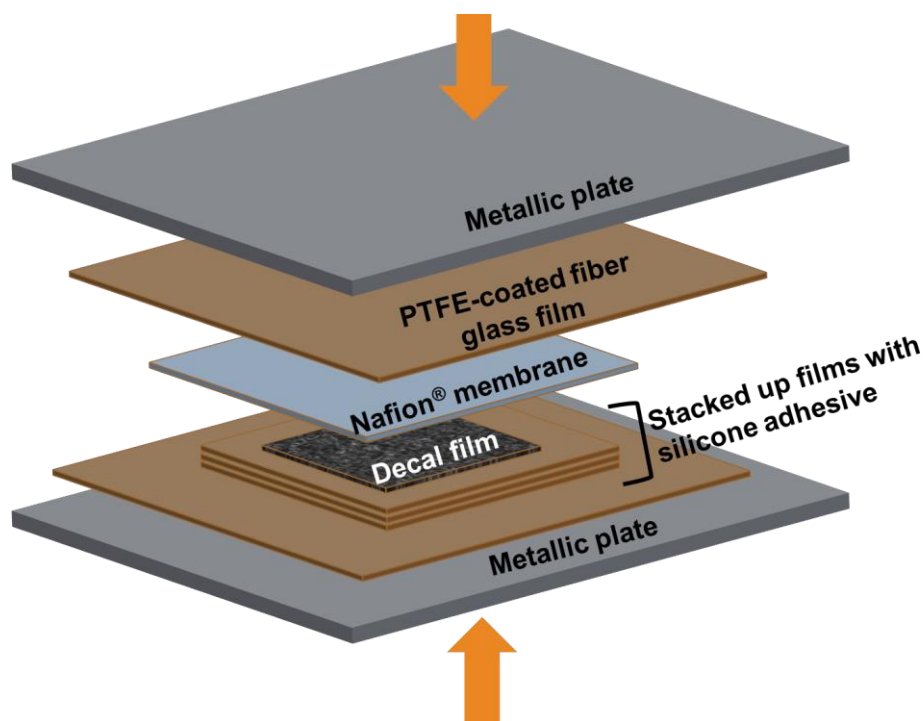 Metallic plate
PTFE-coated fiber
glass film
Nafion® membrane
Stacked up films with
silicone adhesive
Decal film
Metallic plate